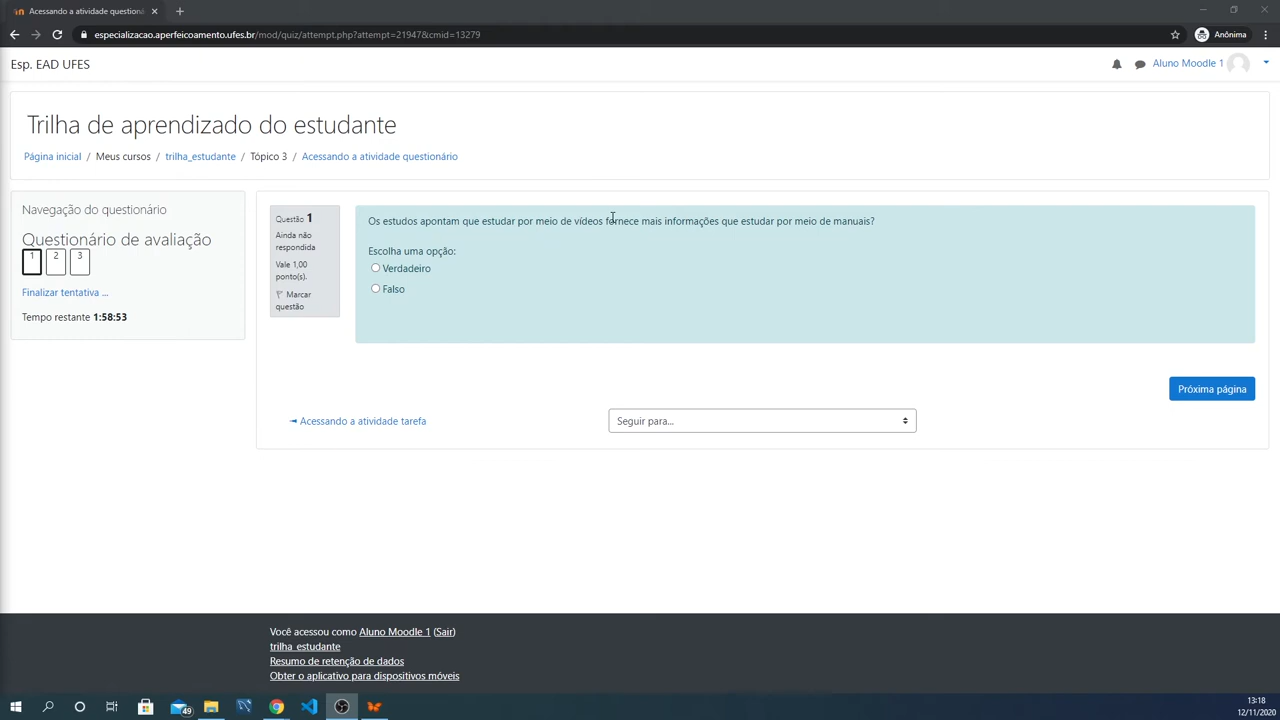 Acessando a atividade questioná
especializacao.aperfeicoamento.ufes.br/mod/quiz/attempt.php?attempt=21947&cmid=13279
Anônima
Esp. EAD UFES
Aluno Moodle 1
Trilha de aprendizado do estudante
Página inicial / Meus cursos / trilha_estudante / Tópico 3 / Acessando a atividade questionário
Navegação do questionário
Questionário de avaliação
1 2 3
Finalizar tentativa ...
Tempo restante 1:58:53
Questão 1
Ainda não
respondida
Vale 1,00
ponto(s).
Marcar
questão
Os estudos apontam que estudar por meio de vídeos fornece mais informações que estudar por meio de manuais?
Escolha uma opção:
Verdadeiro
Falso
Próxima página
◄ Acessando a atividade tarefa
Seguir para...
Você acessou como Aluno Moodle 1 (Sair)
trilha_estudante
Resumo de retenção de dados
Obter o aplicativo para dispositivos móveis
49
13:18
12/11/2020